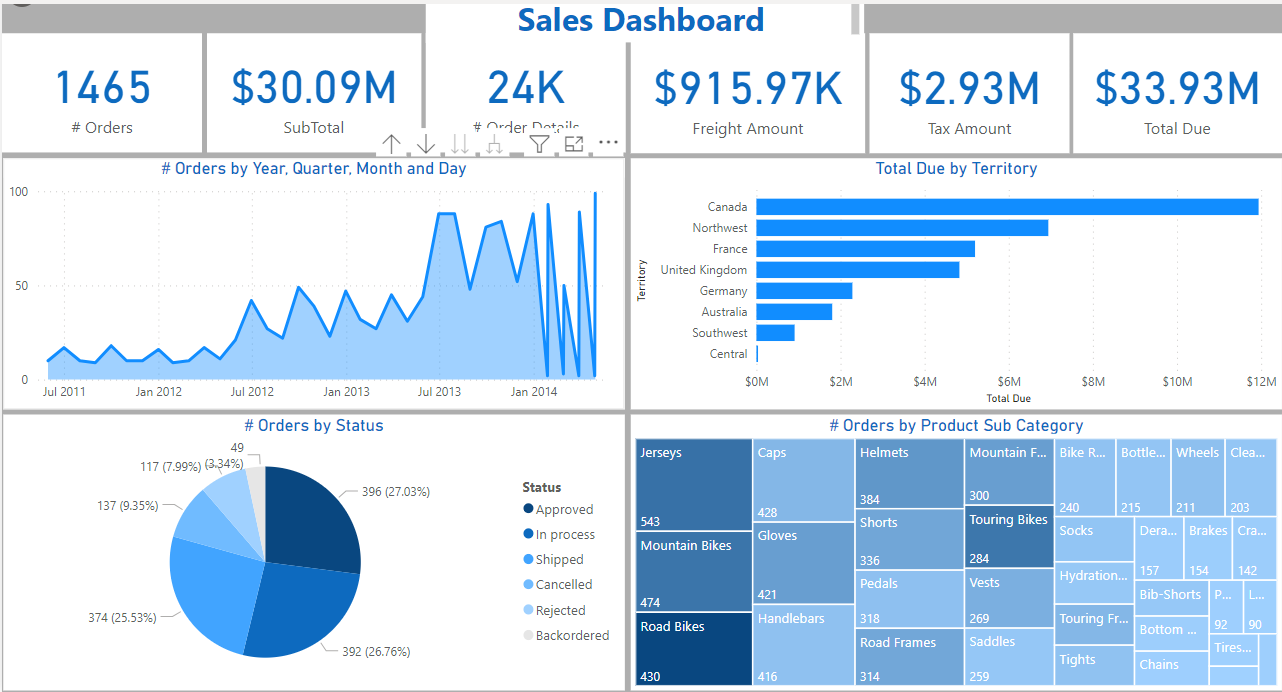 Sales Dashboard
1465
# Orders
$30.09M
SubTotal
24K
# Order Details
$915.97K
Freight Amount
$2.93M
Tax Amount
$33.93M
Total Due
# Orders by Year, Quarter, Month and Day
100
50
0
Jul 2011
Jan 2012
Jul 2012
Jan 2013
Jul 2013
Jan 2014
Total Due by Territory
Territory
Canada
Northwest
France
United Kingdom
Germany
Australia
Southwest
Central
$0M
$2M
$4M
$6M
$8M
$10M
$12M
Total Due
# Orders by Status
49
(3.34%)
117 (7.99%)
137 (9.35%)
374 (25.53%)
396 (27.03%)
392 (26.76%)
Status
Approved
In process
Shipped
Cancelled
Rejected
Backordered
# Orders by Product Sub Category
Jerseys
543
Mountain Bikes
474
Road Bikes
430
Caps
428
Gloves
421
Handlebars
416
Helmets
384
Shorts
336
Pedals
318
Road Frames
314
Mountain F...
300
Touring Bikes
284
Vests
269
Saddles
259
Bike R...
240
Bottle...
215
Wheels
211
Clea...
203
Socks
Hydration...
Touring Fr...
Tights
Dera...
157
Brakes
154
Cra...
142
Bib-Shorts
Bottom ...
Chains
P...
92
L...
90
Tires...